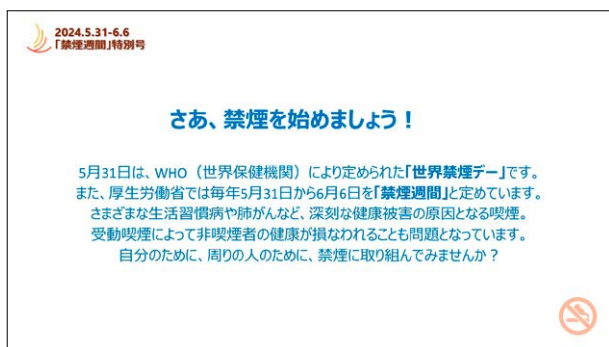 2024.5.31-6.6
「禁煙週間」特別号
さあ、禁煙を始めましょう！
5月31日は、WHO（世界保健機関）により定められた「世界禁煙デー」です。
また、厚生労働省では毎年5月31日から6月6日を「禁煙週間」と定めています。
さまざまな生活習慣病や肺がんなど、深刻な健康被害の原因となる喫煙。
受動喫煙によって非喫煙者の健康が損なわれることも問題となっています。
自分のために、周りの人のために、禁煙に取り組んでみませんか？